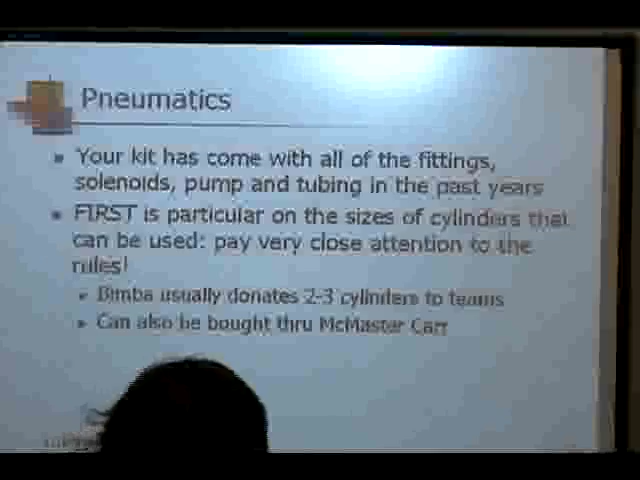 Pneumatics
Your kit has come with all of the fittings,
solenoids, pump and tubing in the past years
FIRST is particular on the sizes of cylinders that
can be used: pay very close attention to the
rules!
Bimba usually donates 2-3 cylinders to teams
Can also be bought thru McMaster Carr